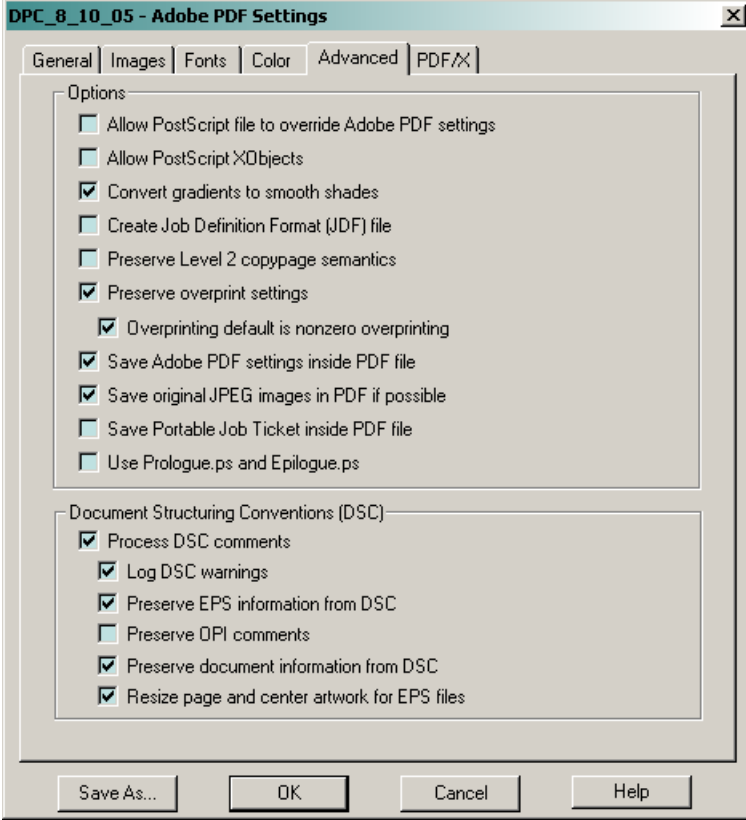 DPC_8_10_05 - Adobe PDF Settings
General Images Fonts Color Advanced PDF/X
Options
Allow PostScript file to override Adobe PDF settings
Allow PostScript XObjects
Convert gradients to smooth shades
Create Job Definition Format (JDF) file
Preserve Level 2 copypage semantics
Preserve overprint settings
Overprinting default is nonzero overprinting
Save Adobe PDF settings inside PDF file
Save original JPEG images in PDF if possible
Save Portable Job Ticket inside PDF file
Use Prologue.ps and Epilogue.ps
Document Structuring Conventions (DSC)
Process DSC comments
Log DSC warnings
Preserve EPS information from DSC
Preserve OPI comments
Preserve document information from DSC
Resize page and center artwork for EPS files
Save As... OK Cancel Help